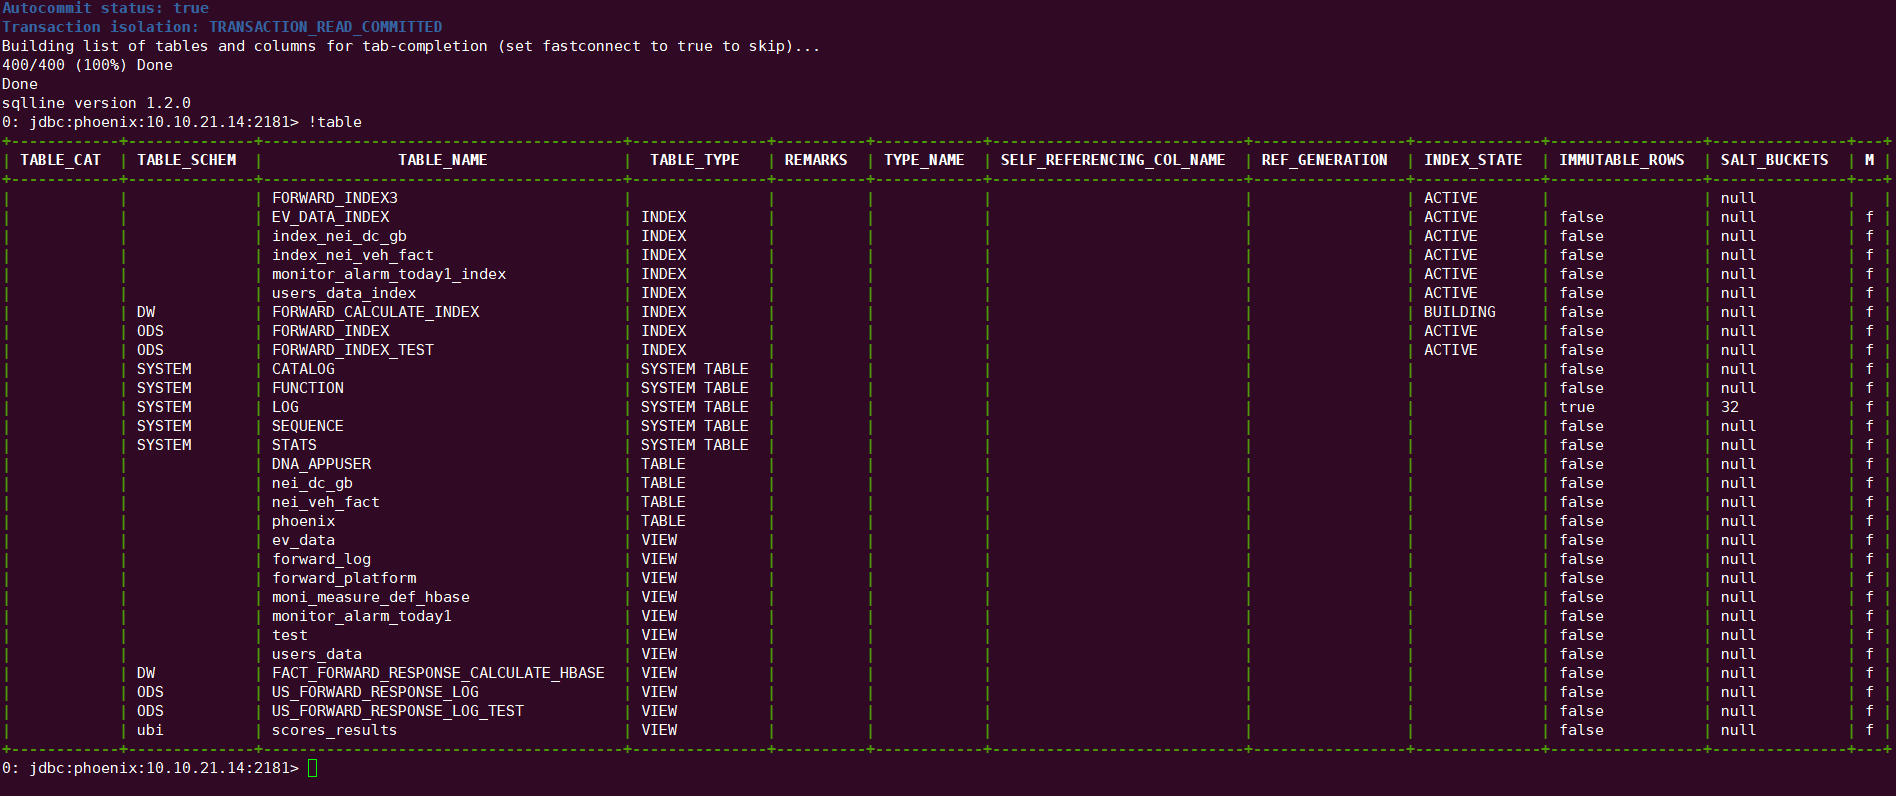 Autocommit status: true
Transaction isolation: TRANSACTION_READ_COMMITTED
Building list of tables and columns for tab-completion (set fastconnect to true to skip)...
400/400 (100%) Done
Done
sqlline version 1.2.0
0: jdbc:phoenix:10.10.21.14:2181> !table
+------------+--------------+----------------------------------------+---------------+----------+------------+----------------------------+-----------------+--------------+-----------------+---------------+---+
| TABLE_CAT | TABLE_SCHEM | TABLE_NAME | TABLE_TYPE | REMARKS | TYPE_NAME | SELF_REFERENCING_COL_NAME | REF_GENERATION | INDEX_STATE | IMMUTABLE_ROWS | SALT_BUCKETS | M |
+------------+--------------+----------------------------------------+---------------+----------+------------+----------------------------+-----------------+--------------+-----------------+---------------+---+
| | | FORWARD_INDEX3 | | | | | | ACTIVE | | null | |
| | | EV_DATA_INDEX | INDEX | | | | | ACTIVE | false | null | f |
| | | index_nei_dc_gb | INDEX | | | | | ACTIVE | false | null | f |
| | | index_nei_veh_fact | INDEX | | | | | ACTIVE | false | null | f |
| | | monitor_alarm_today1_index | INDEX | | | | | ACTIVE | false | null | f |
| | | users_data_index | INDEX | | | | | ACTIVE | false | null | f |
| | DW | FORWARD_CALCULATE_INDEX | INDEX | | | | | BUILDING | false | null | f |
| | ODS | FORWARD_INDEX | INDEX | | | | | ACTIVE | false | null | f |
| | ODS | FORWARD_INDEX_TEST | INDEX | | | | | ACTIVE | false | null | f |
| | SYSTEM | CATALOG | SYSTEM TABLE | | | | | | false | null | f |
| | SYSTEM | FUNCTION | SYSTEM TABLE | | | | | | false | null | f |
| | SYSTEM | LOG | SYSTEM TABLE | | | | | | true | 32 | f |
| | SYSTEM | SEQUENCE | SYSTEM TABLE | | | | | | false | null | f |
| | SYSTEM | STATS | SYSTEM TABLE | | | | | | false | null | f |
| | | DNA_APPUSER | TABLE | | | | | | false | null | f |
| | | nei_dc_gb | TABLE | | | | | | false | null | f |
| | | nei_veh_fact | TABLE | | | | | | false | null | f |
| | | phoenix | TABLE | | | | | | false | null | f |
| | | ev_data | VIEW | | | | | | false | null | f |
| | | forward_log | VIEW | | | | | | false | null | f |
| | | forward_platform | VIEW | | | | | | false | null | f |
| | | moni_measure_def_hbase | VIEW | | | | | | false | null | f |
| | | monitor_alarm_today1 | VIEW | | | | | | false | null | f |
| | | test | VIEW | | | | | | false | null | f |
| | | users_data | VIEW | | | | | | false | null | f |
| | DW | FACT_FORWARD_RESPONSE_CALCULATE_HBASE | VIEW | | | | | | false | null | f |
| | ODS | US_FORWARD_RESPONSE_LOG | VIEW | | | | | | false | null | f |
| | ODS | US_FORWARD_RESPONSE_LOG_TEST | VIEW | | | | | | false | null | f |
| | ubi | scores_results | VIEW | | | | | | false | null | f |
+------------+--------------+----------------------------------------+---------------+----------+------------+----------------------------+-----------------+--------------+-----------------+---------------+---+
0: jdbc:phoenix:10.10.21.14:2181>